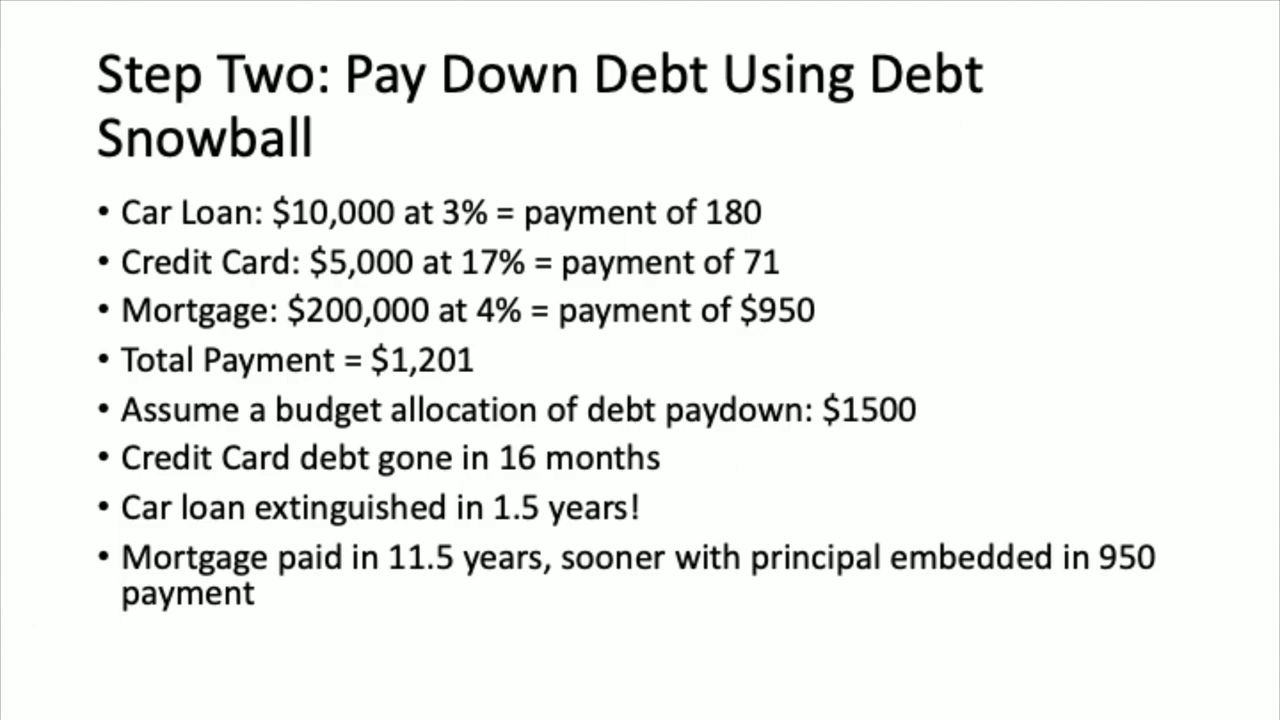 Step Two: Pay Down Debt Using Debt
Snowball
• Car Loan: $10,000 at 3% = payment of 180
• Credit Card: $5,000 at 17% = payment of 71
• Mortgage: $200,000 at 4% = payment of $950
• Total Payment = $1,201
• Assume a budget allocation of debt paydown: $1500
• Credit Card debt gone in 16 months
• Car loan extinguished in 1.5 years!
• Mortgage paid in 11.5 years, sooner with principal embedded in 950
payment